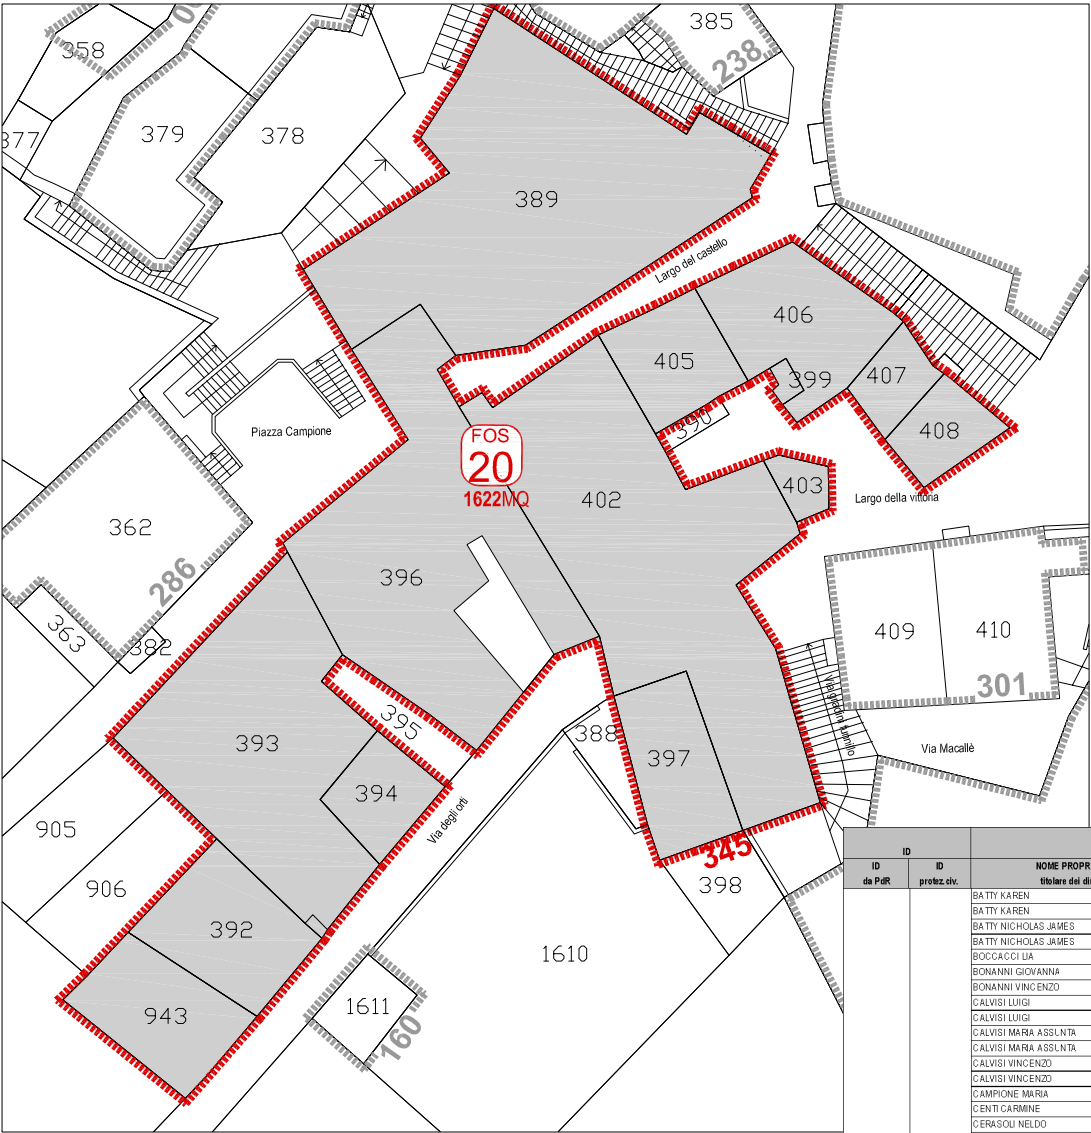 385
358
238
377
379
378
389
Largo del castello
406
405
399
407
390
408
Piazza Campione
FOS
20
1622MQ
403
402
Largo della vittoria
362
286
396
363
382
409
410
301
395
388
393
397
Via Macallè
394
Via degli orti
905
345
398
906
392
1610
943
1611
160
ID
ID
da PdR
ID
protez.civ.
NOME PROPR
titolare dei di
BATTY KAREN
BATTY KAREN
BATTY NICHOLAS JAMES
BATTY NICHOLAS JAMES
BOCCACCI LIA
BONANNI GIOVANNA
BONANNI VINCENZO
CALVISI LUIGI
CALVISI LUIGI
CALVISI MARIA ASSUNTA
CALVISI MARIA ASSUNTA
CALVISI VINCENZO
CALVISI VINCENZO
CAMPIONE MARIA
CENTI CARMINE
CERASOLI NELDO